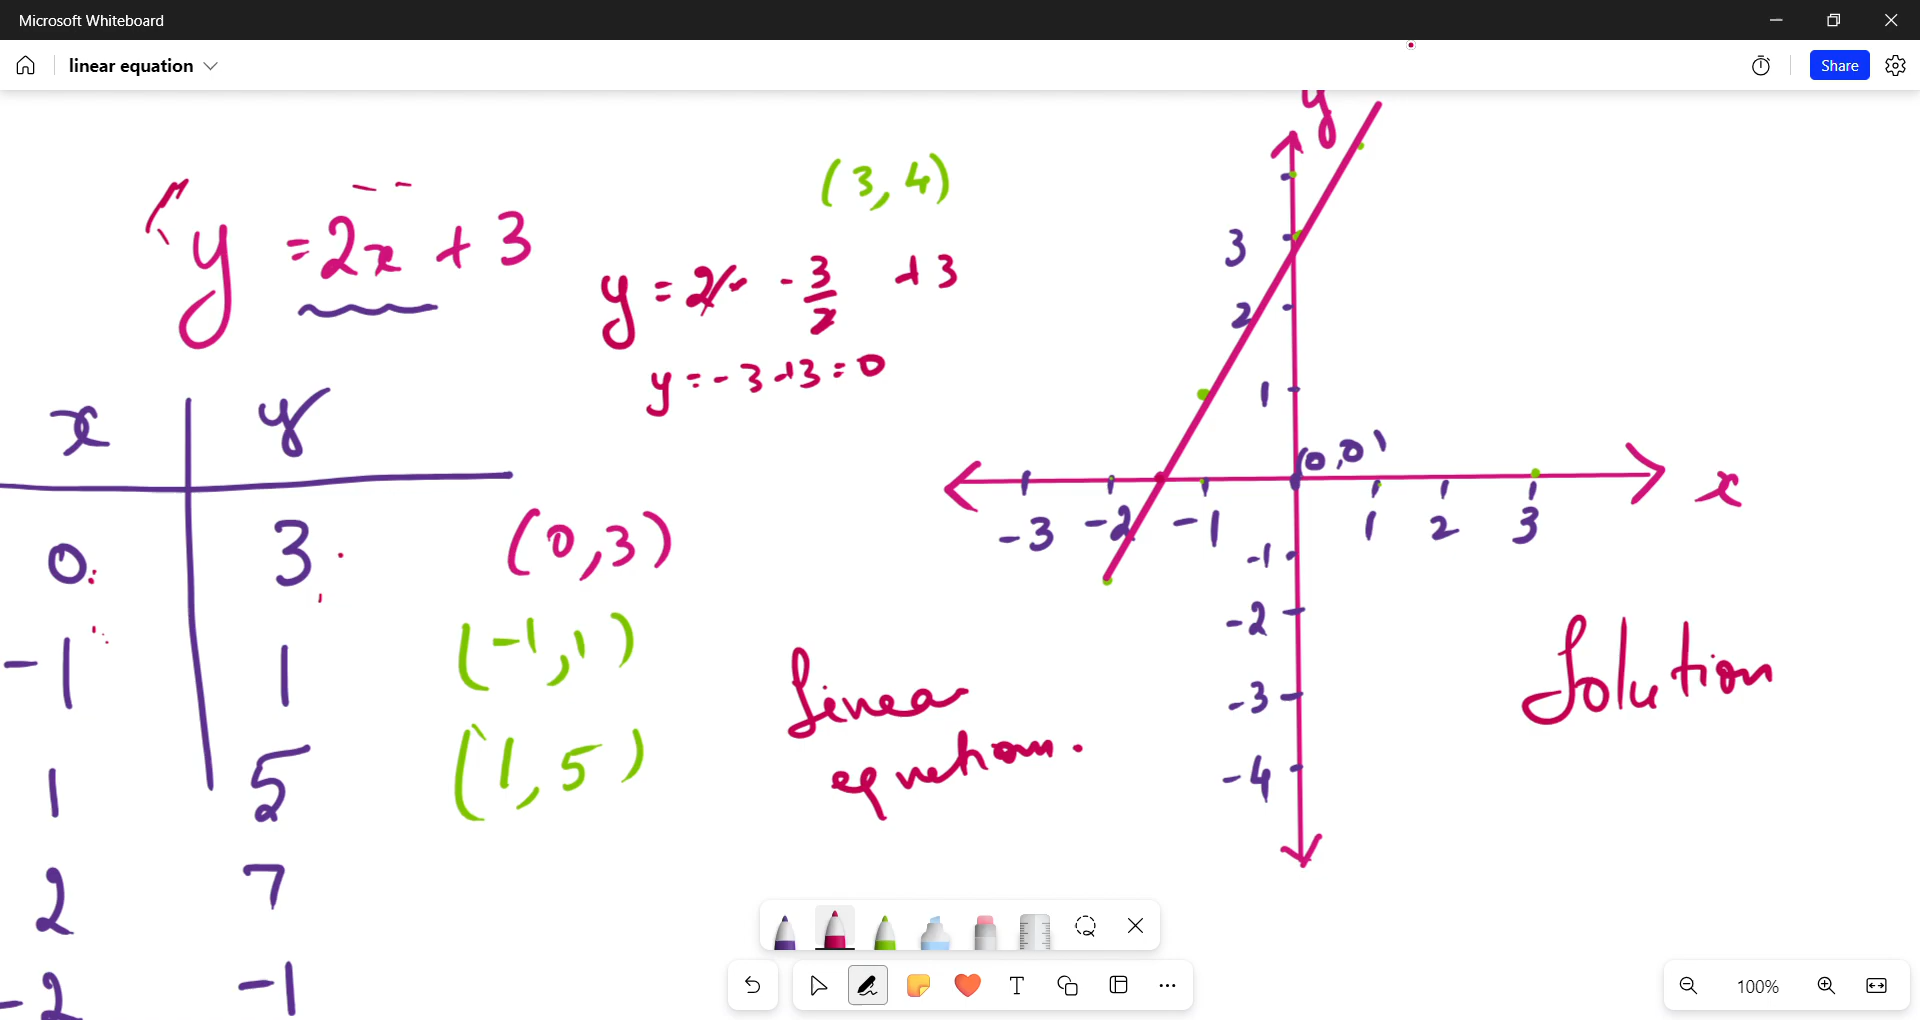 Microsoft Whiteboard
linear equation
Share
y = 2x + 3
(3, 4)
y = 2x - 3/2 + 3
y = -3 + 3 = 0
x y
0 3
-1 1
1 5
2 7
-2 -1
(0, 3)
(-1, 1)
(1, 5)
Linear
equation.
y
3
2
1
(0,0)
x
-3 -2 -1 1 2 3
-1
-2
-3
-4
Solution
100%